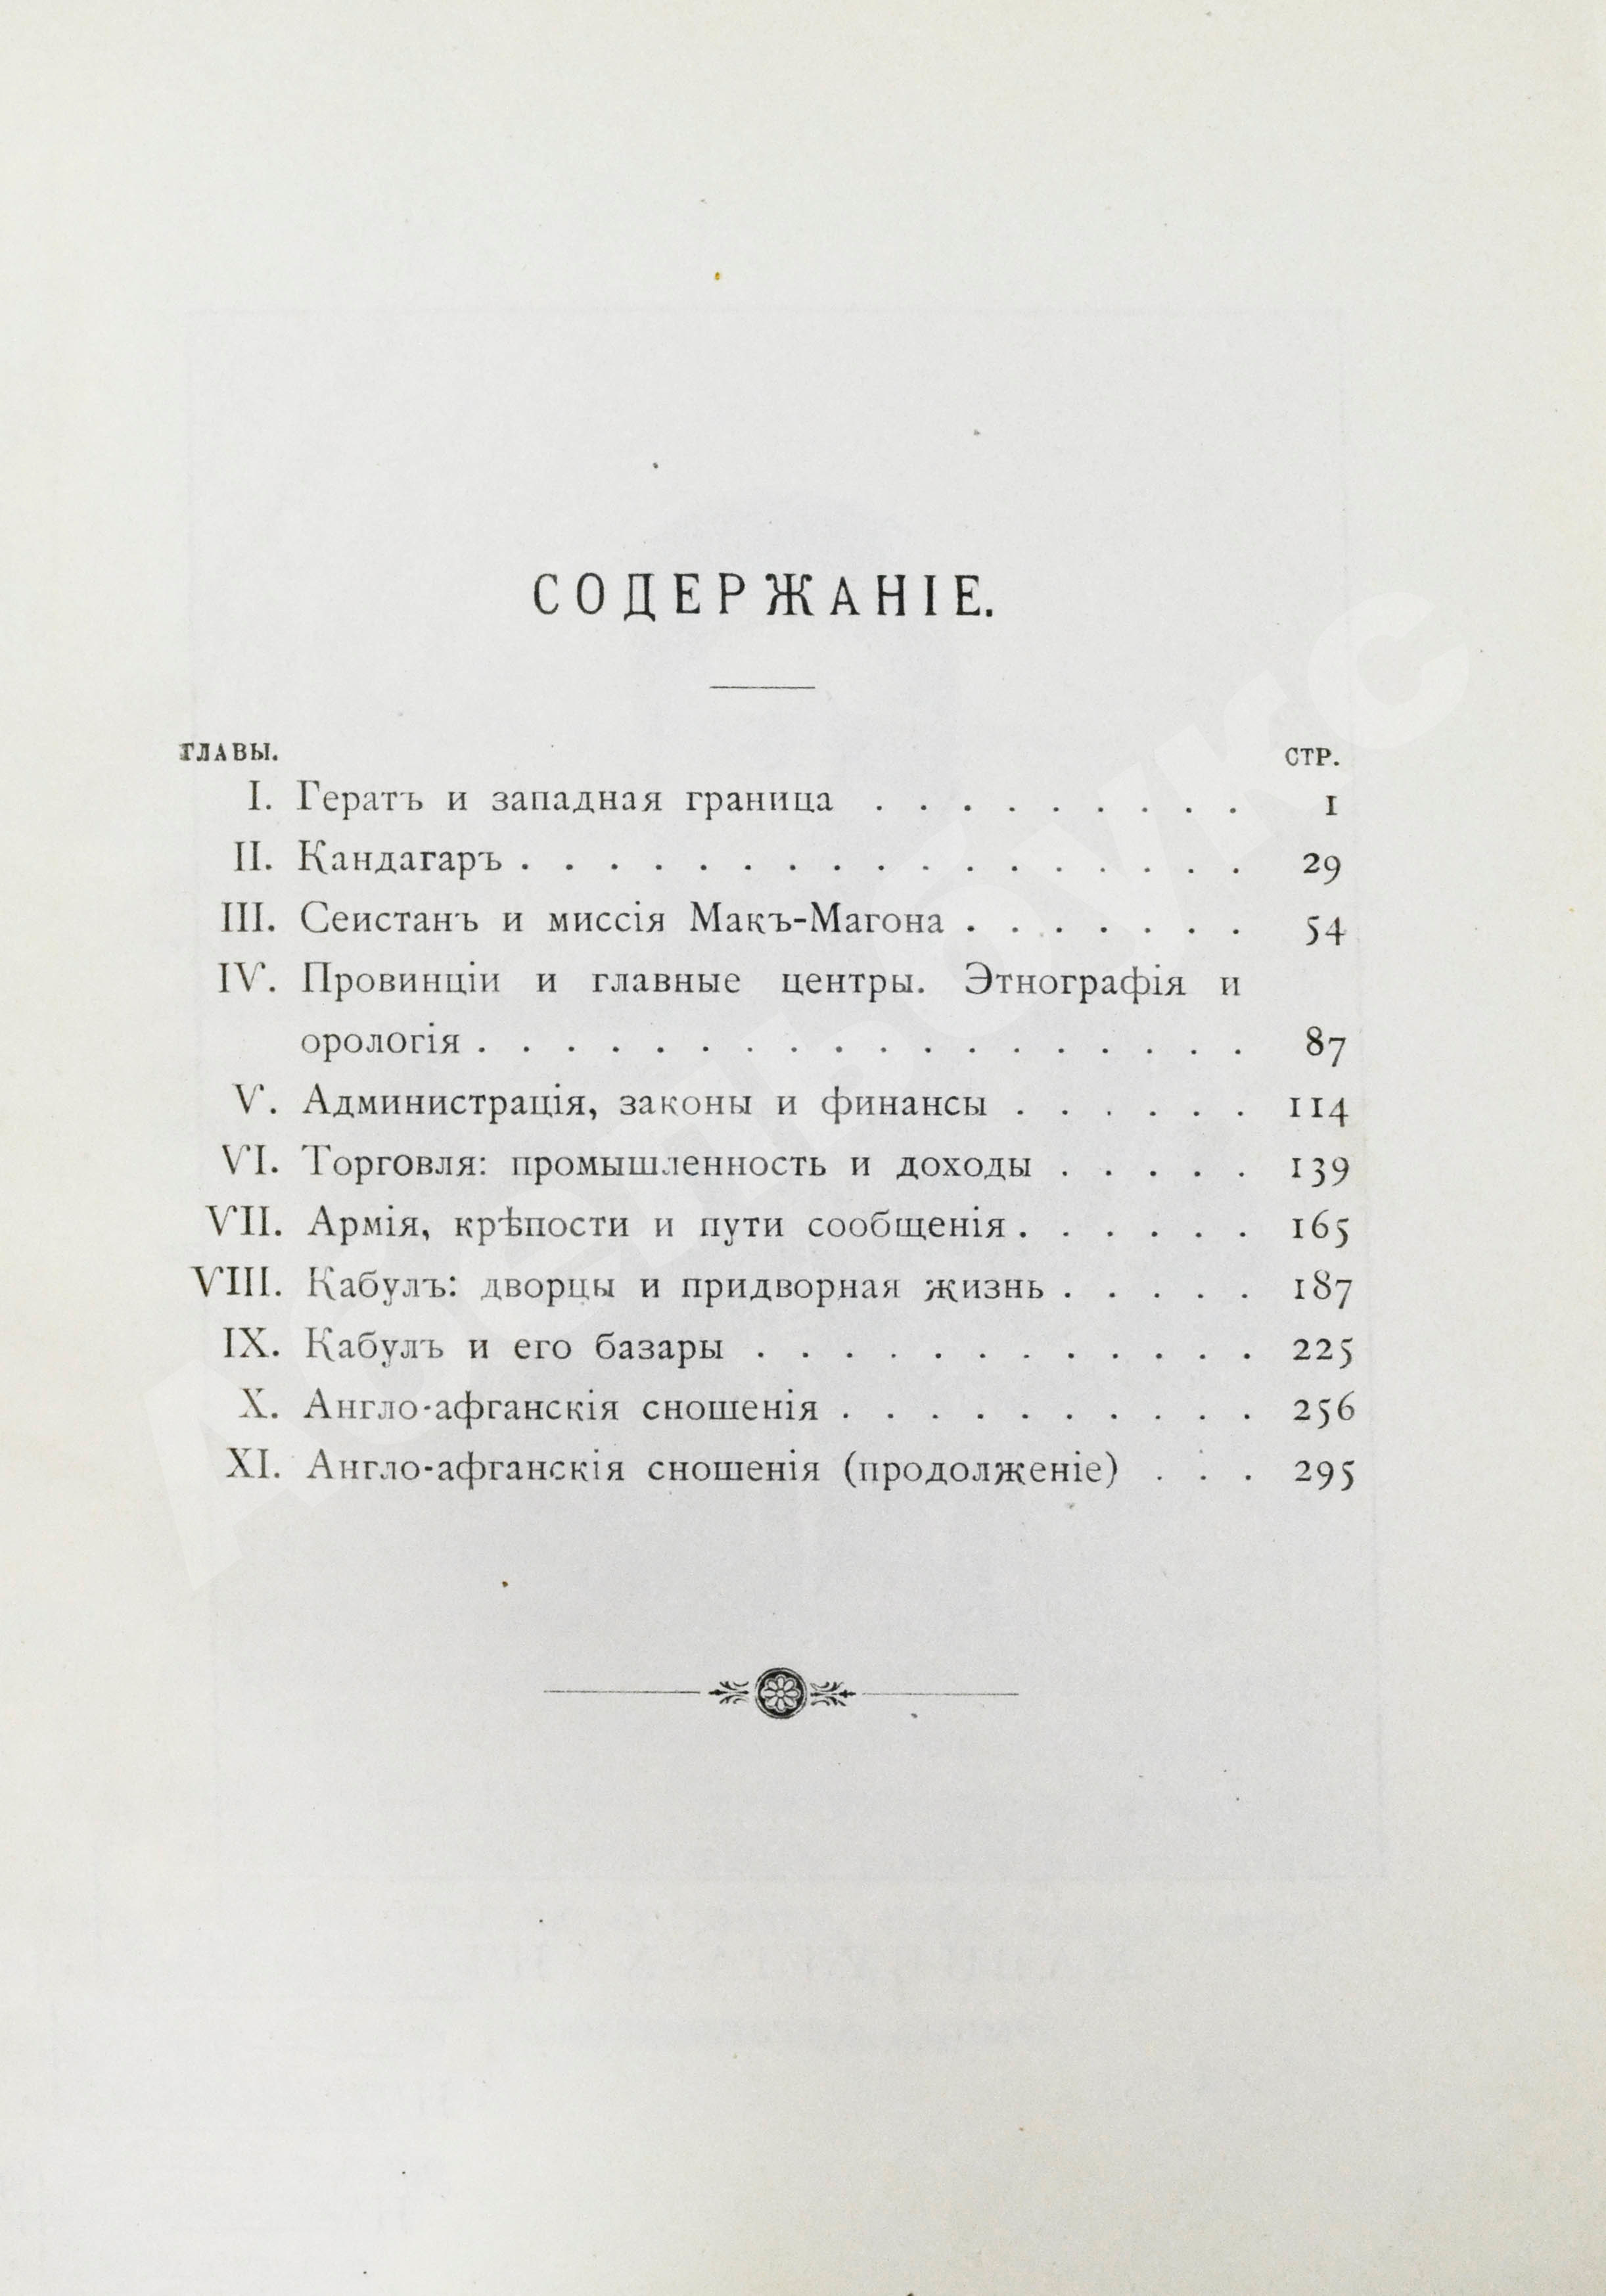 СОДЕРЖАНІЕ.
ГЛАВЫ. СТР.
I. Гератъ и западная граница . . . . . . . . . 1
II. Кандагаръ . . . . . . . . . . . . . . . . . 29
III. Сеистанъ и миссія Макъ-Магона . . . . . . . 54
IV. Провинціи и главные центры. Этнографія и
орологія . . . . . . . . . . . . . . . . . . 87
V. Администрація, законы и финансы . . . . . . 114
VI. Торговля: промышленность и доходы . . . . . 139
VII. Армія, крѣпости и пути сообщенія . . . . . . 165
VIII. Кабулъ: дворцы и придворная жизнь . . . . . 187
IX. Кабулъ и его базары . . . . . . . . . . . . 225
X. Англо-афганскія сношенія . . . . . . . . . . 256
XI. Англо-афганскія сношенія (продолженіе) . . . 295